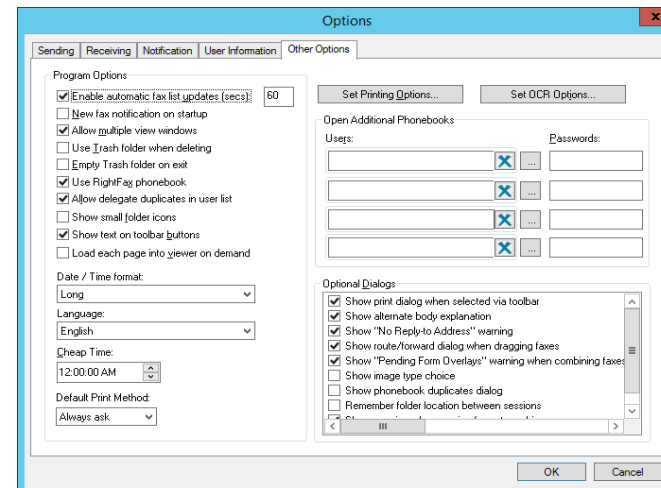 Options
x
Sending Receiving Notification User Information Other Options
Program Options
Enable automatic fax list updates (secs): 60
New fax notification on startup
Allow multiple view windows
Use Trash folder when deleting
Empty Trash folder on exit
Use RightFax phonebook
Allow delegate duplicates in user list
Show small folder icons
Show text on toolbar buttons
Load each page into viewer on demand
Date / Time format:
Long
Language:
English
Cheap Time:
12:00:00 AM
Default Print Method:
Always ask
Set Printing Options... Set OCR Options...
Open Additional Phonebooks
Users: Passwords:
...
...
...
...
Optional Dialogs
Show print dialog when selected via toolbar
Show alternate body explanation
Show "No Reply-to Address" warning
Show route/forward dialog when dragging faxes
Show "Pending Form Overlays" warning when combining faxes
Show image type choice
Show phonebook duplicates dialog
Remember folder location between sessions
OK Cancel